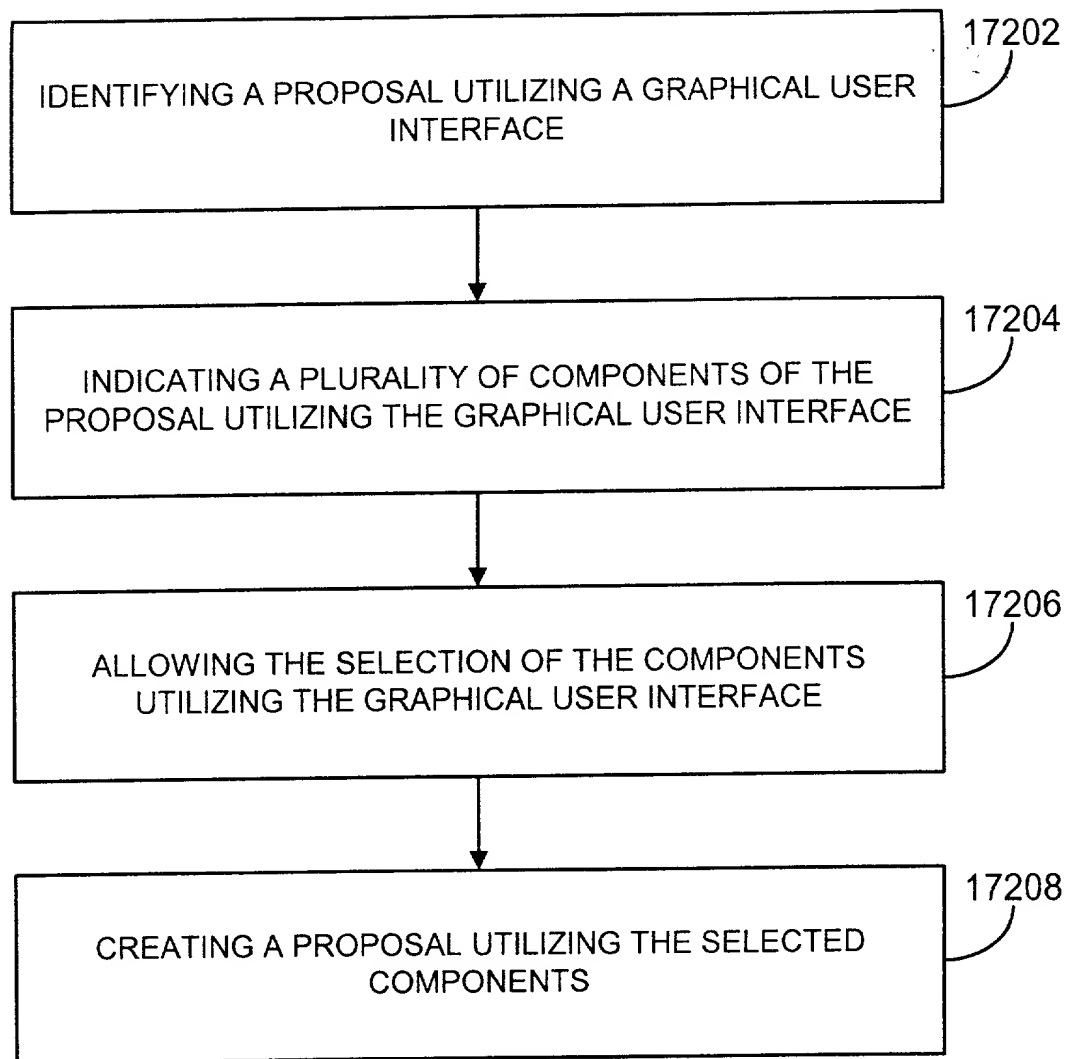 17202
IDENTIFYING A PROPOSAL UTILIZING A GRAPHICAL USER
INTERFACE
17204
INDICATING A PLURALITY OF COMPONENTS OF THE
PROPOSAL UTILIZING THE GRAPHICAL USER INTERFACE
17206
ALLOWING THE SELECTION OF THE COMPONENTS
UTILIZING THE GRAPHICAL USER INTERFACE
17208
CREATING A PROPOSAL UTILIZING THE SELECTED
COMPONENTS